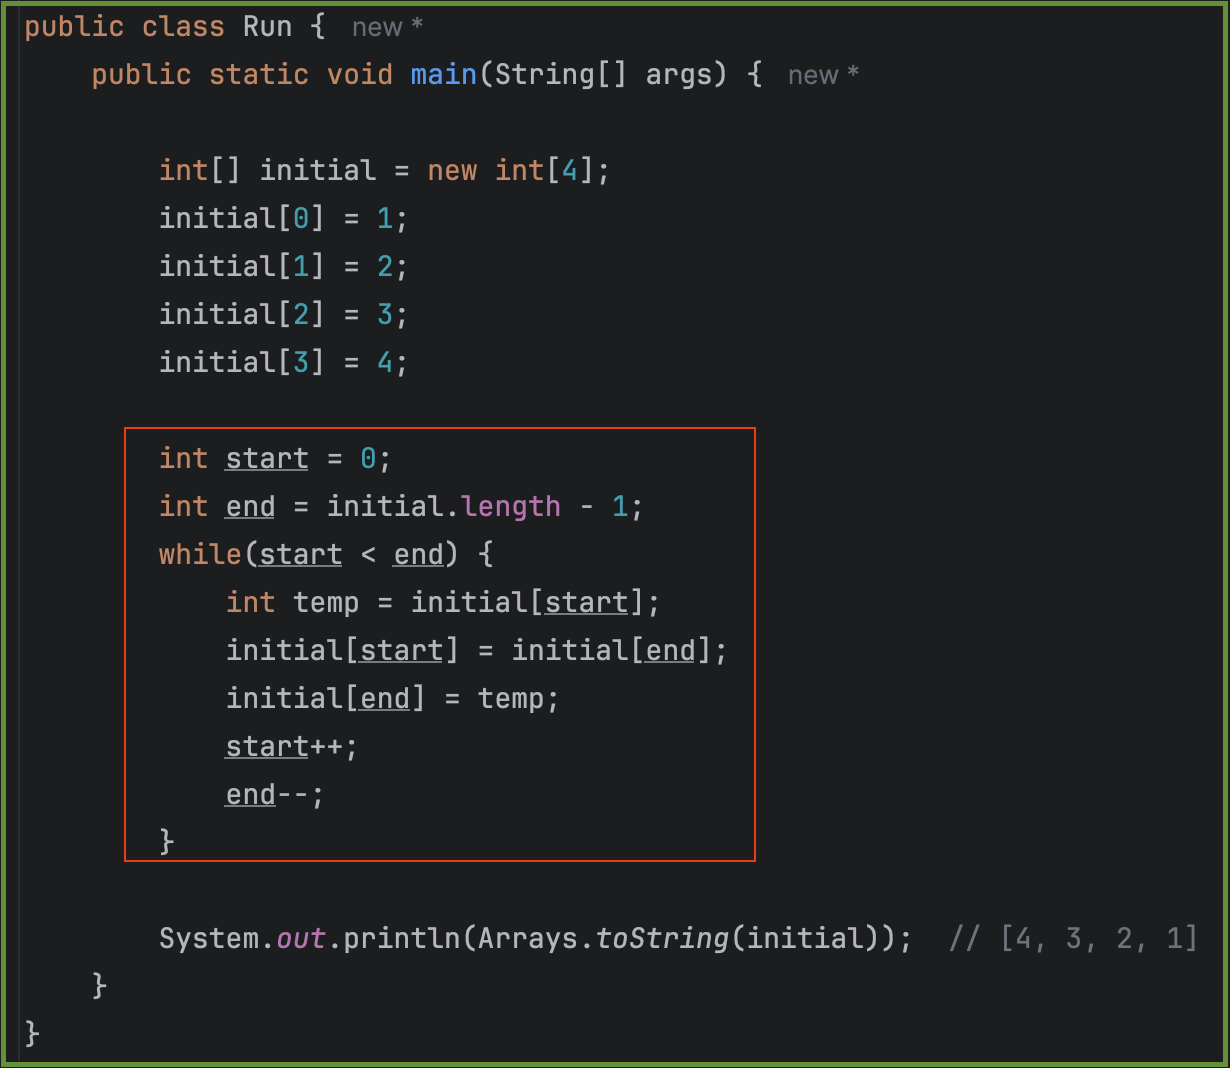 public class Run {  new *
    public static void main(String[] args) {  new *

        int[] initial = new int[4];
        initial[0] = 1;
        initial[1] = 2;
        initial[2] = 3;
        initial[3] = 4;

        int start = 0;
        int end = initial.length - 1;
        while(start < end) {
            int temp = initial[start];
            initial[start] = initial[end];
            initial[end] = temp;
            start++;
            end--;
        }

        System.out.println(Arrays.toString(initial));  // [4, 3, 2, 1]
    }
}